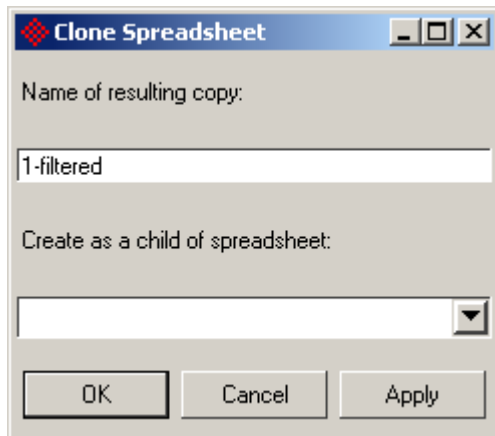 Clone Spreadsheet
Name of resulting copy:
1-filtered
Create as a child of spreadsheet:
OK Cancel Apply